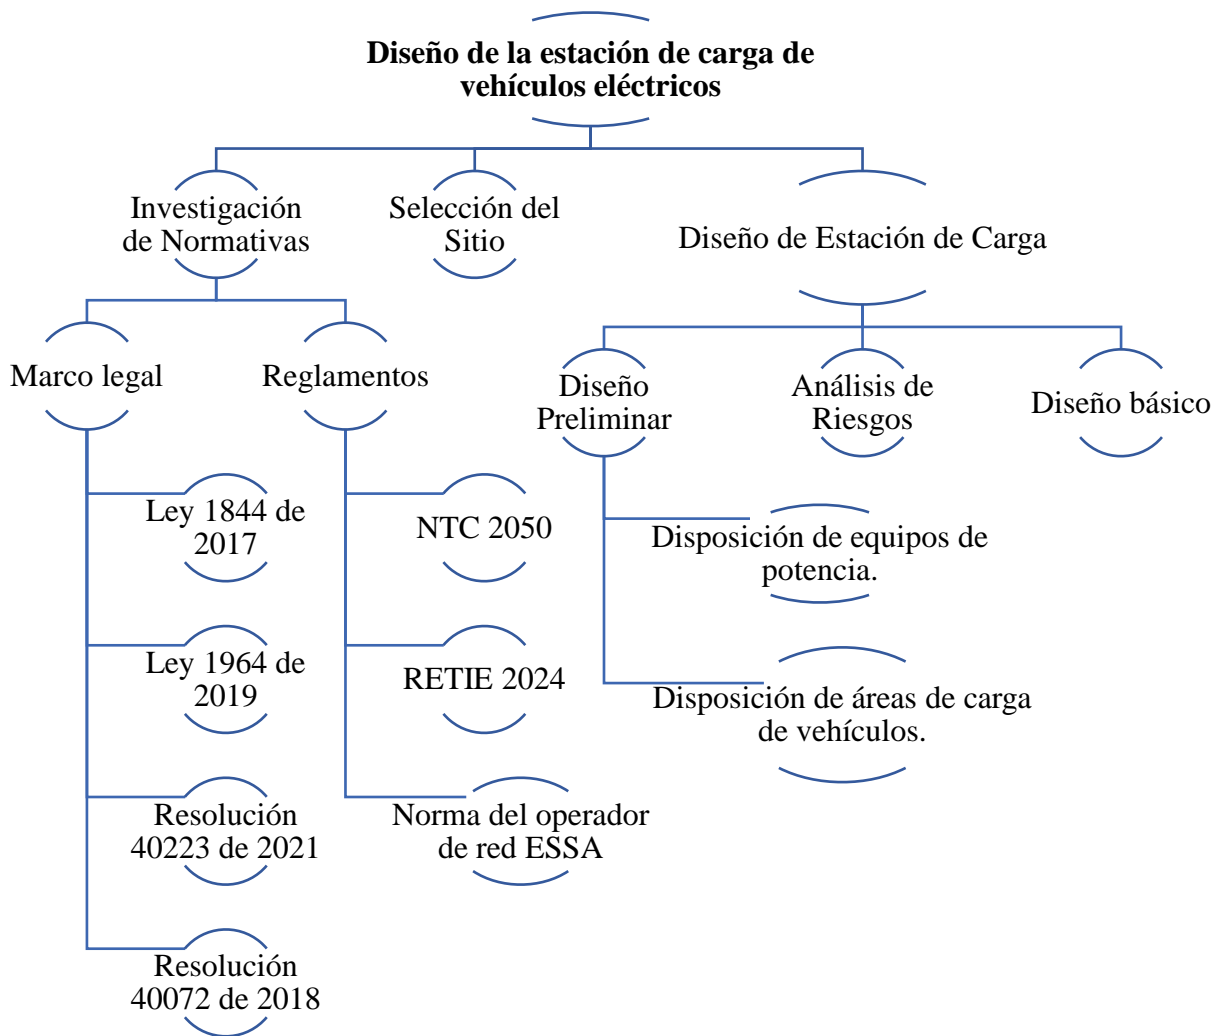 Diseño de la estación de carga de
vehículos eléctricos
Investigación
de Normativas
Selección del
Sitio
Diseño de Estación de Carga
Marco legal
Reglamentos
Diseño
Preliminar
Análisis de
Riesgos
Diseño básico
Ley 1844 de
2017
Ley 1964 de
2019
Resolución
40223 de 2021
Resolución
40072 de 2018
NTC 2050
RETIE 2024
Norma del operador
de red ESSA
Disposición de equipos de
potencia.
Disposición de áreas de carga
de vehículos.